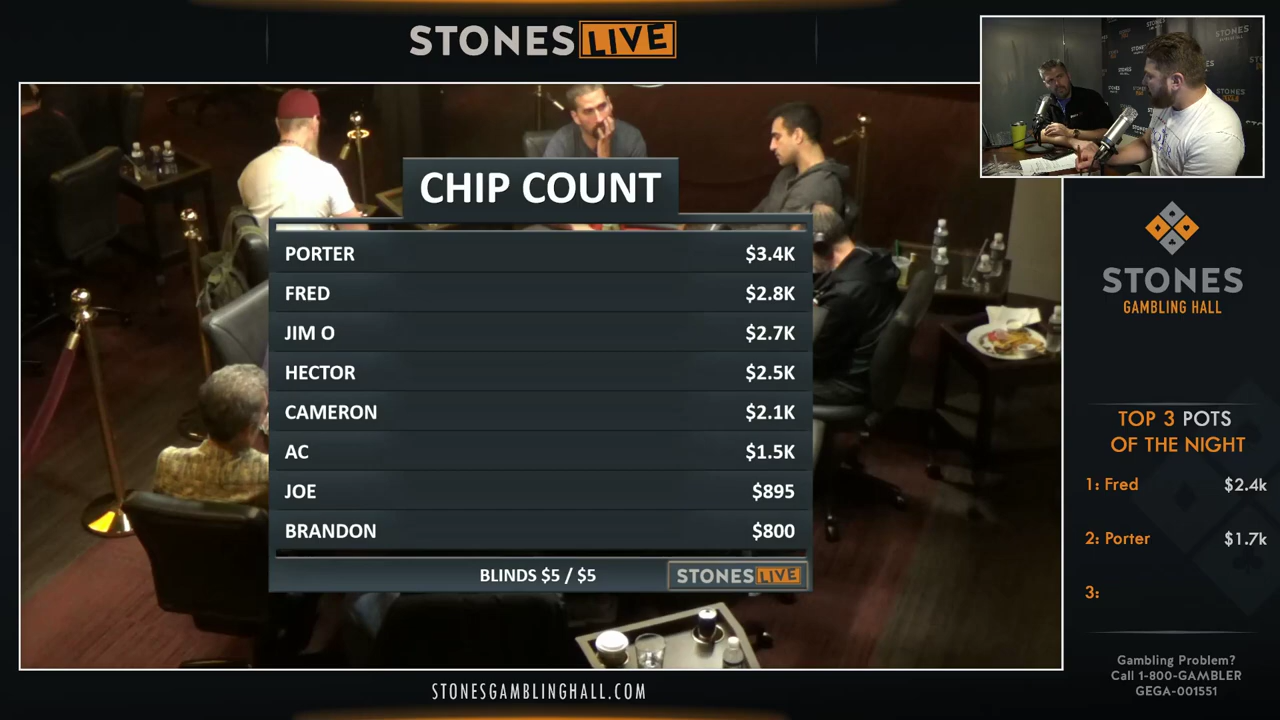 STONES LIVE
CHIP COUNT
PORTER $3.4K
FRED $2.8K
JIM O $2.7K
HECTOR $2.5K
CAMERON $2.1K
AC $1.5K
JOE $895
BRANDON $800
BLINDS $5 / $5
STONES LIVE
STONESGAMBLINGHALL.COM
STONES
GAMBLING HALL
TOP 3 POTS
OF THE NIGHT
1: Fred $2.4k
2: Porter $1.7k
3:
Gambling Problem?
Call 1-800-GAMBLER
GEGA-001551